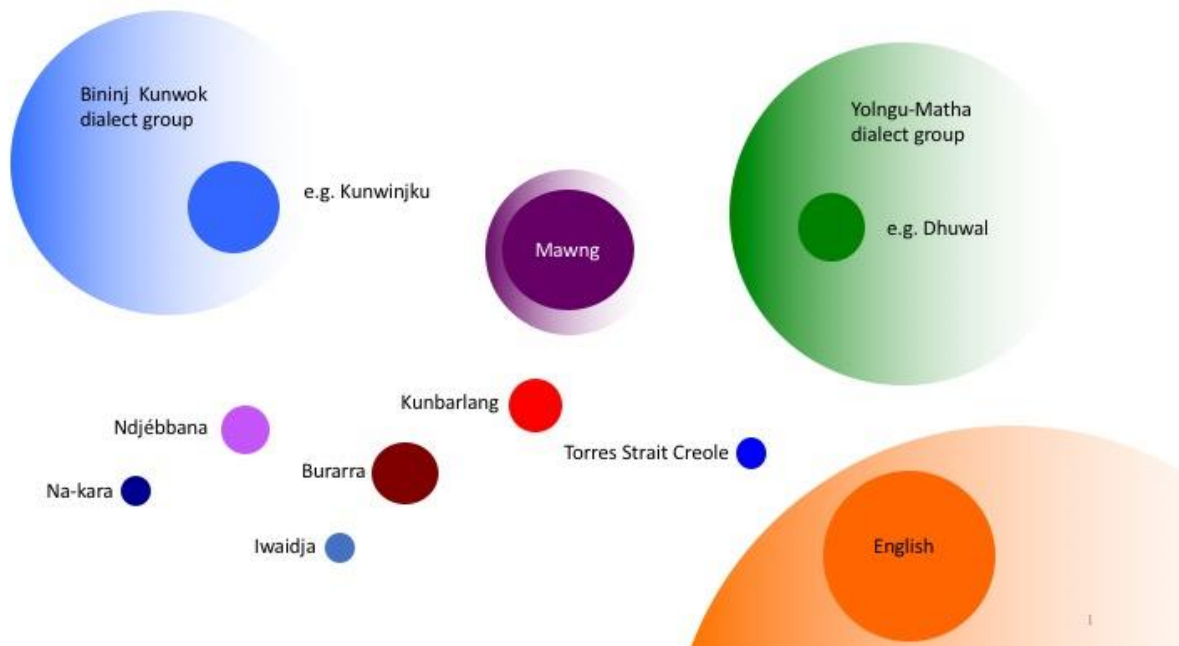 Bininj Kunwok
dialect group
e.g. Kunwinjku
Mawng
Yolngu-Matha
dialect group
e.g. Dhuwal
Ndjébbana
Na-kara
Burarra
Iwaidja
Kunbarlang
Torres Strait Creole
English
1